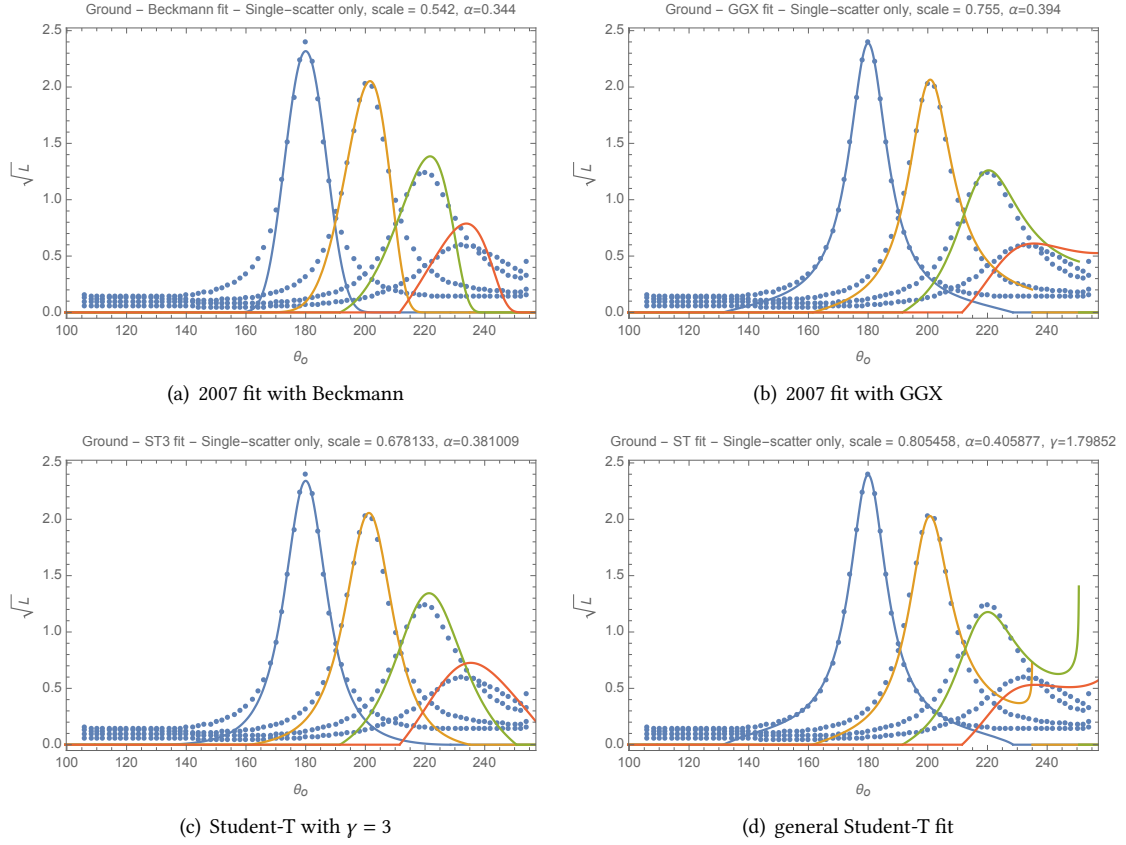 Ground – Beckmann fit – Single–scatter only, scale = 0.542, α=0.344
2.5
2.0
1.5
1.0
0.5
0.0
√L
100 120 140 160 180 200 220 240
θo
(a) 2007 fit with Beckmann
Ground – GGX fit – Single–scatter only, scale = 0.755, α=0.394
2.5
2.0
1.5
1.0
0.5
0.0
√L
100 120 140 160 180 200 220 240
θo
(b) 2007 fit with GGX
Ground – ST3 fit – Single–scatter only, scale = 0.678133, α=0.381009
2.5
2.0
1.5
1.0
0.5
0.0
√L
100 120 140 160 180 200 220 240
θo
(c) Student-T with γ = 3
Ground – ST fit – Single–scatter only, scale = 0.805458, α=0.405877, γ=1.79852
2.5
2.0
1.5
1.0
0.5
0.0
√L
100 120 140 160 180 200 220 240
θo
(d) general Student-T fit